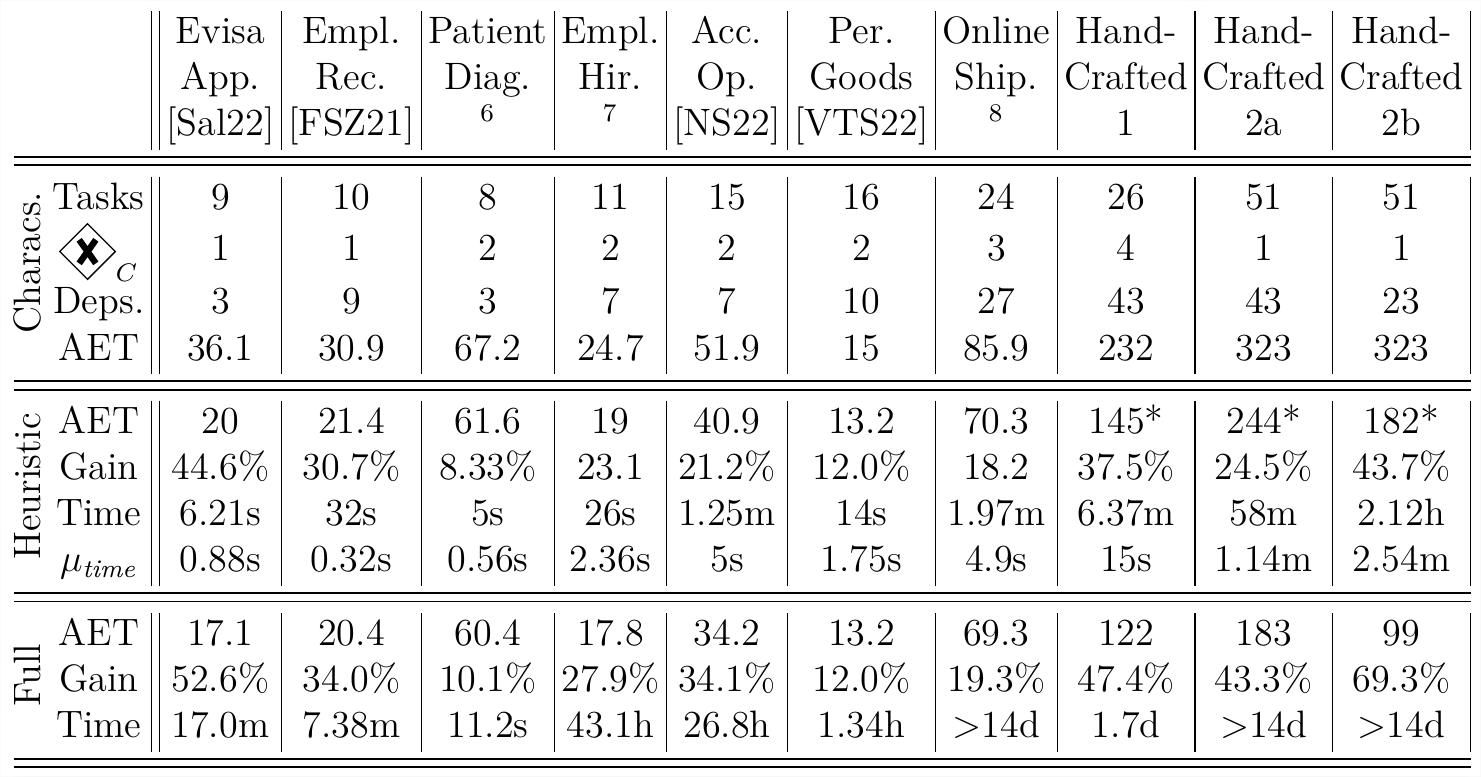 Evisa Empl. Patient Empl. Acc. Per. Online Hand- Hand- Hand-
App. Rec. Diag. Hir. Op. Goods Ship. Crafted Crafted Crafted
[Sal22] [FSZ21] 6 7 [NS22] [VTS22] 8 1 2a 2b
Characs.
Tasks 9 10 8 11 15 16 24 26 51 51
C 1 1 2 2 2 2 3 4 1 1
Deps. 3 9 3 7 7 10 27 43 43 23
AET 36.1 30.9 67.2 24.7 51.9 15 85.9 232 323 323
Heuristic
AET 20 21.4 61.6 19 40.9 13.2 70.3 145* 244* 182*
Gain 44.6% 30.7% 8.33% 23.1 21.2% 12.0% 18.2 37.5% 24.5% 43.7%
Time 6.21s 32s 5s 26s 1.25m 14s 1.97m 6.37m 58m 2.12h
μtime 0.88s 0.32s 0.56s 2.36s 5s 1.75s 4.9s 15s 1.14m 2.54m
Full
AET 17.1 20.4 60.4 17.8 34.2 13.2 69.3 122 183 99
Gain 52.6% 34.0% 10.1% 27.9% 34.1% 12.0% 19.3% 47.4% 43.3% 69.3%
Time 17.0m 7.38m 11.2s 43.1h 26.8h 1.34h >14d 1.7d >14d >14d